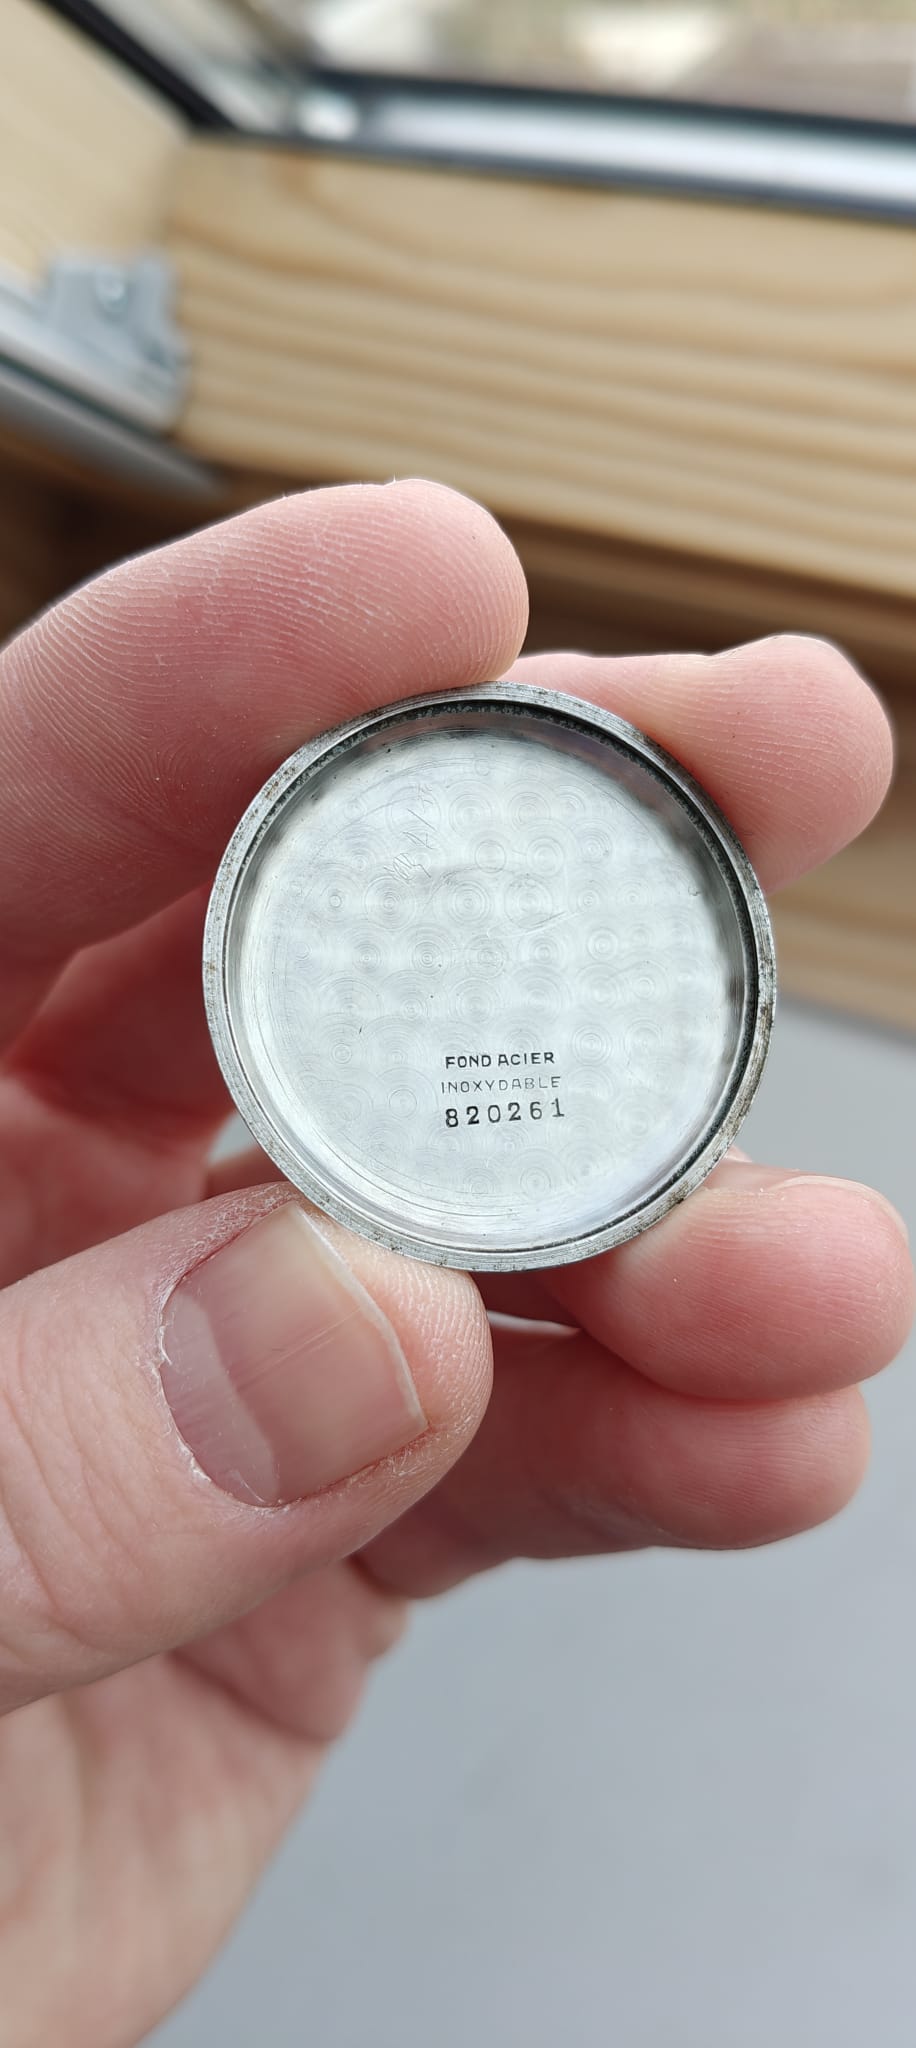 FOND ACIER
INOXYDABLE
820261